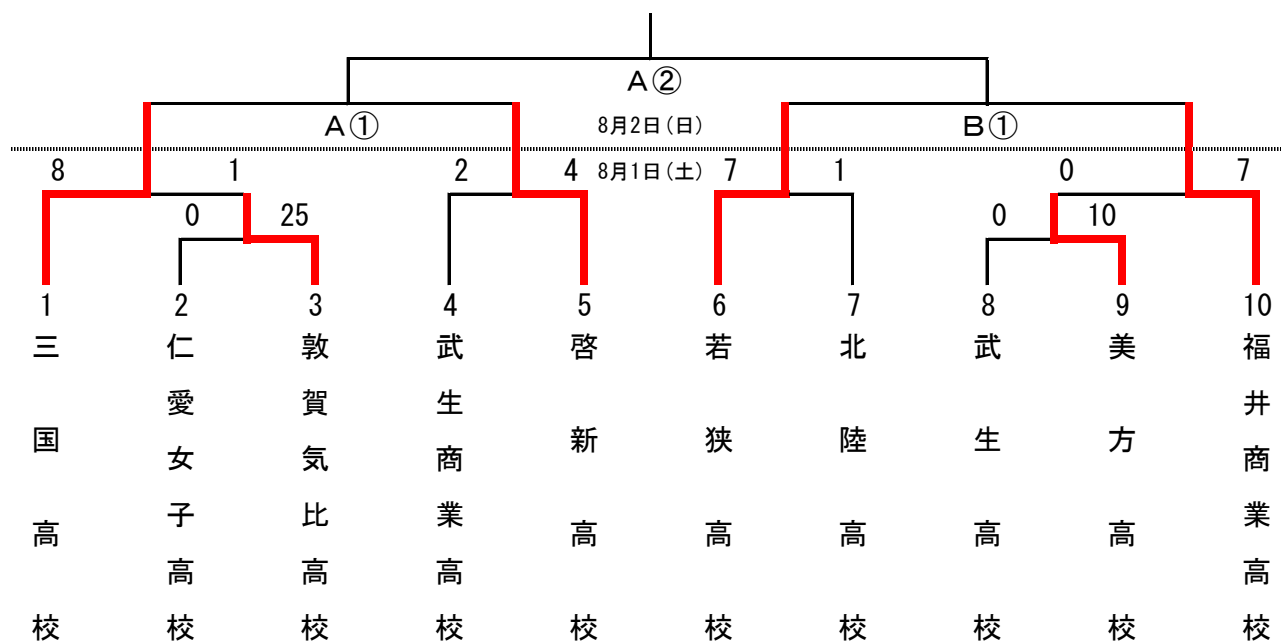 A②
A① 8月2日(日) B①
8 1 2 4 8月1日(土) 7 1 0 7
0 25 0 10
1 2 3 4 5 6 7 8 9 10
三国高校
仁愛女子高校
敦賀気比高校
武生商業高校
啓新高校
若狭高校
北陸高校
武生高校
美方高校
福井商業高校